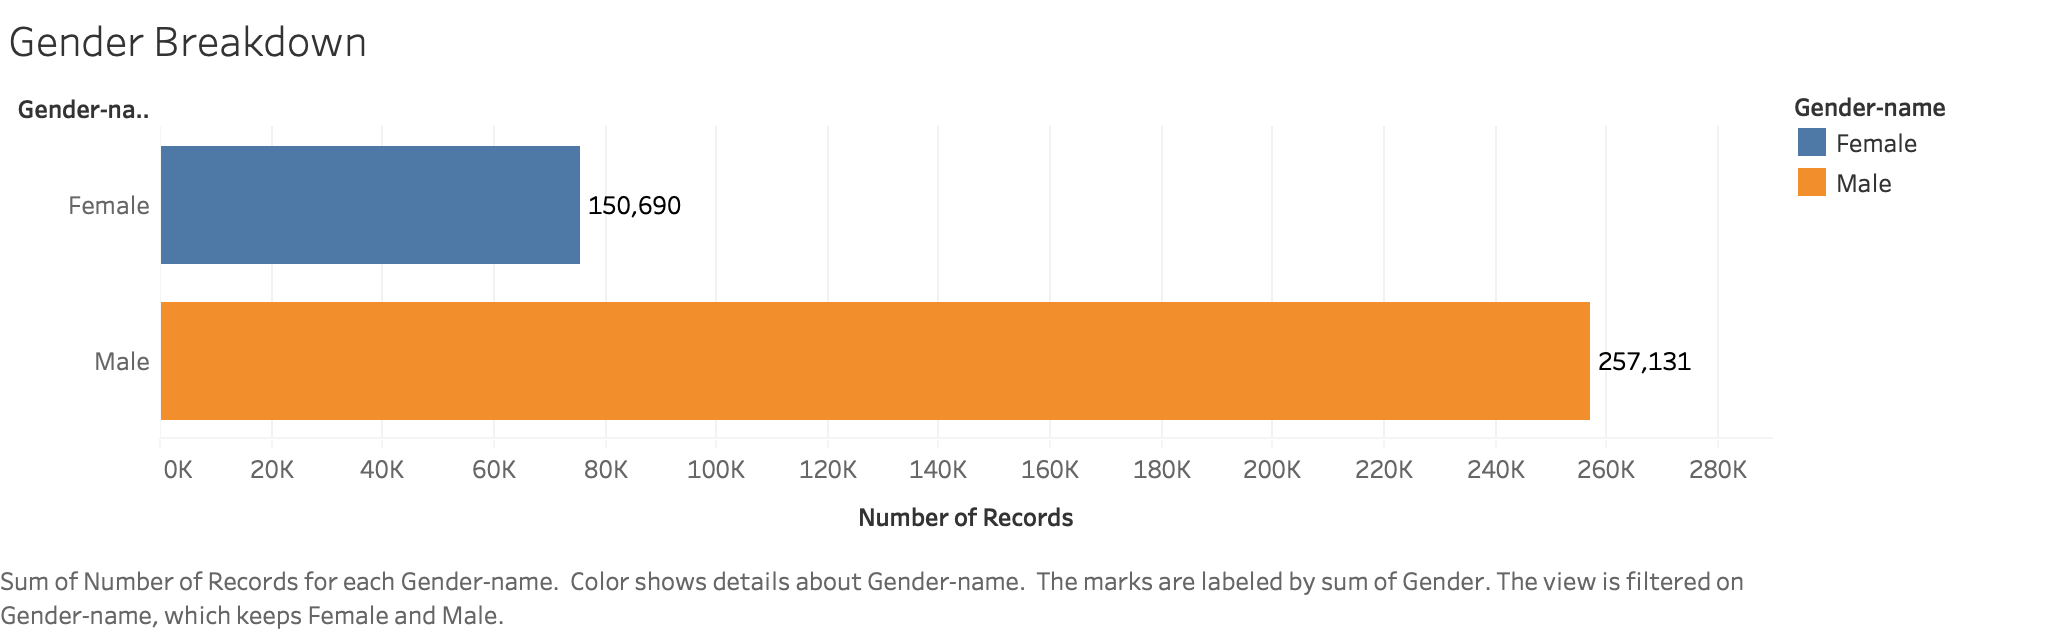 Gender Breakdown
Gender-na..
Female
150,690
Male
257,131
0K 20K 40K 60K 80K 100K 120K 140K 160K 180K 200K 220K 240K 260K 280K
Number of Records
Gender-name
Female
Male
Sum of Number of Records for each Gender-name.  Color shows details about Gender-name.  The marks are labeled by sum of Gender. The view is filtered on
Gender-name, which keeps Female and Male.